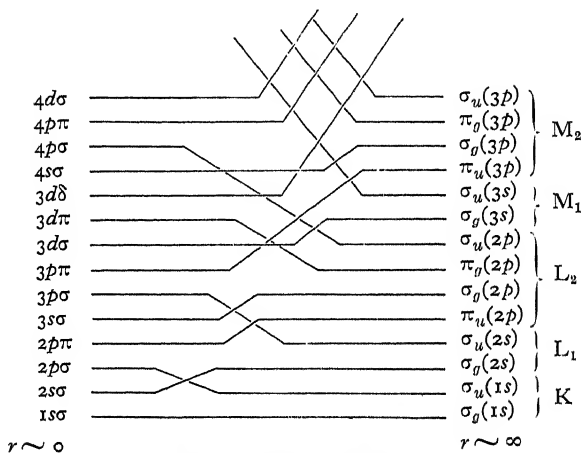 4dσ σu(3p)
4pπ πg(3p)
4pσ σg(3p) M2
4sσ πu(3p)
3dδ σu(3s)
3dπ σg(3s) M1
3dσ σu(2p)
3pπ πg(2p)
3pσ σg(2p) L2
3sσ πu(2p)
2pπ σu(2s)
2pσ σg(2s) L1
2sσ σu(1s)
1sσ σg(1s) K
r ~ 0 r ~ ∞